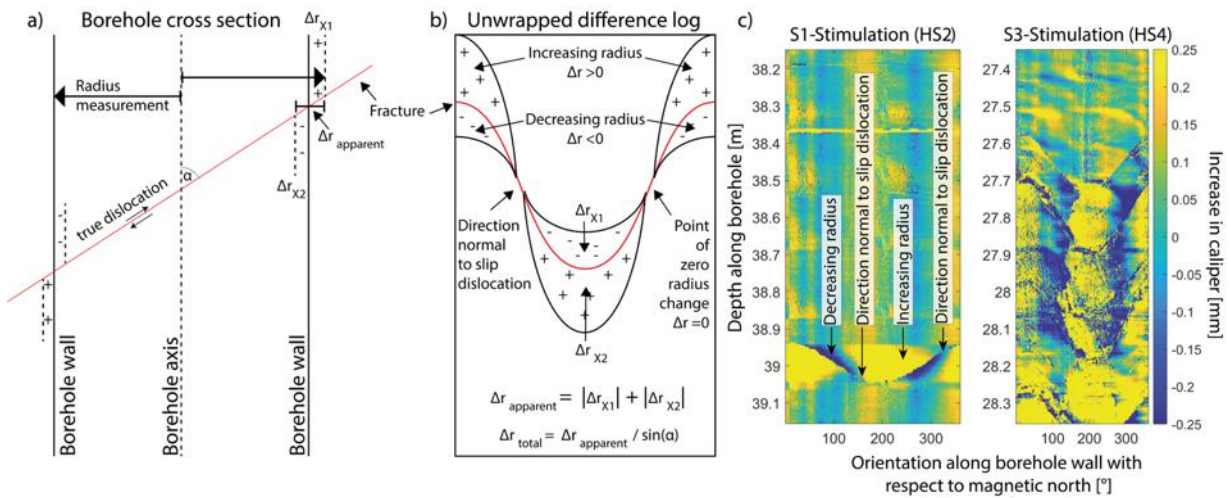 a)
Borehole cross section
Δr X1
+
+
+
Radius
measurement
Fracture
Δr apparent
-
-
Δr X2
α
true dislocation
-
-
+
+
Borehole wall
Borehole axis
Borehole wall
b)
Unwrapped difference log
Increasing radius
Δr>0
Decreasing radius
Δr<0
Δr X1
Direction
normal
to slip
dislocation
Point
of
zero
radius
change
Δr=0
Δr X2
Δr apparent = |Δr X1| + |Δr X2|
Δr total = Δr apparent / sin(α)
c)
S1-Stimulation (HS2)
S3-Stimulation (HS4)
Depth along borehole [m]
38.2
38.3
38.4
38.5
38.6
38.7
38.8
38.9
39
39.1
Decreasing radius
Direction normal to slip dislocation
Increasing radius
Direction normal to slip dislocation
100
200
300
27.4
27.5
27.6
27.7
27.8
27.9
28
28.1
28.2
28.3
100
200
300
0.25
0.2
0.15
0.1
0.05
0
-0.05
-0.1
-0.15
-0.2
-0.25
Increase in caliper [mm]
Orientation along borehole wall with
respect to magnetic north [°]